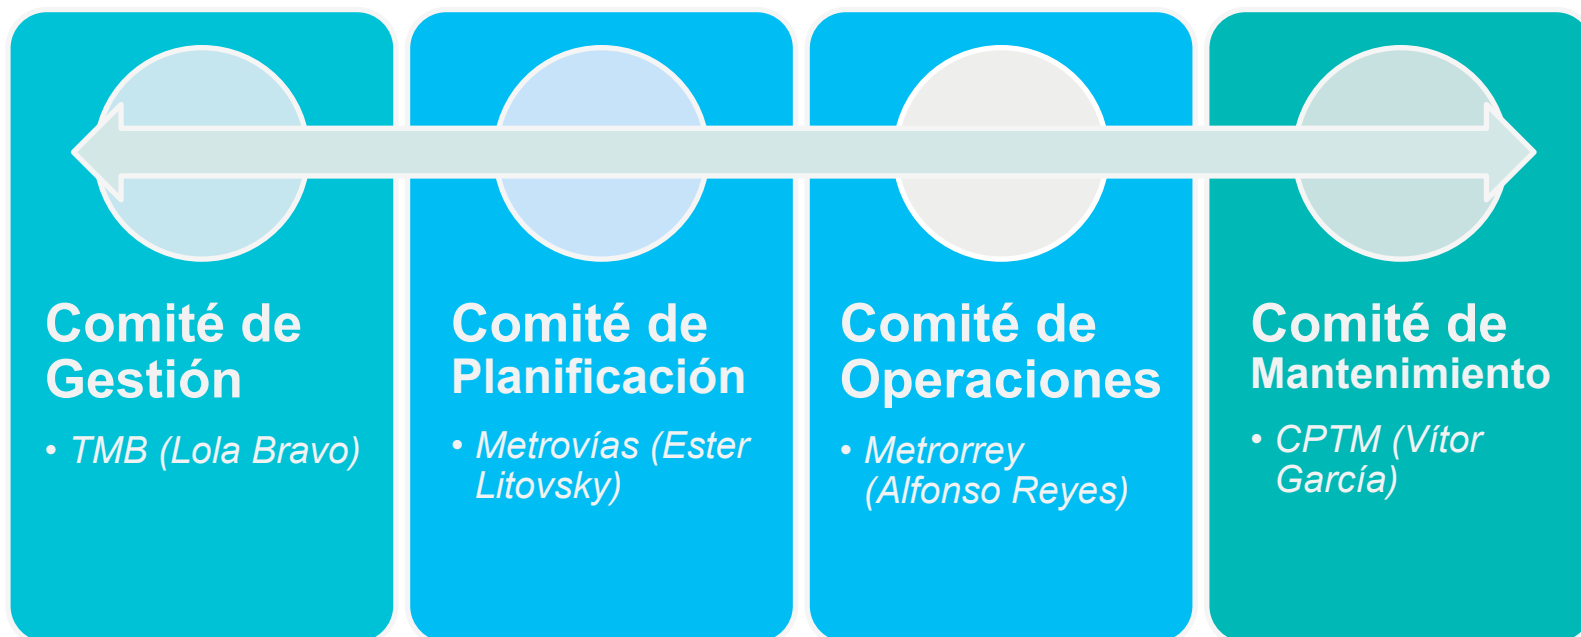 Comité de
Gestión
• TMB (Lola Bravo)
Comité de
Planificación
• Metrovías (Ester
Litovsky)
Comité de
Operaciones
• Metrorrey
(Alfonso Reyes)
Comité de
Mantenimiento
• CPTM (Vítor
García)